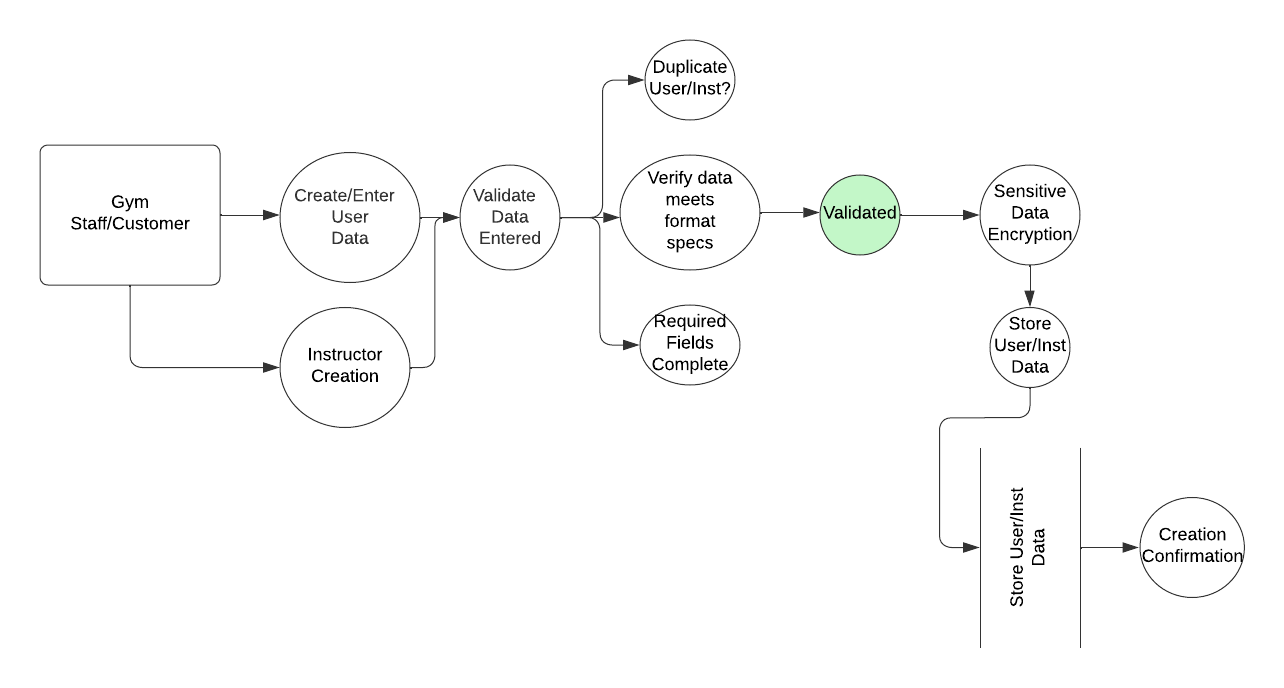 Duplicate
User/Inst?
Gym
Staff/Customer
Create/Enter
User
Data
Validate
Data
Entered
Verify data
meets
format
specs
Validated
Sensitive
Data
Encryption
Instructor
Creation
Required
Fields
Complete
Store
User/Inst
Data
Store User/Inst
Data
Creation
Confirmation